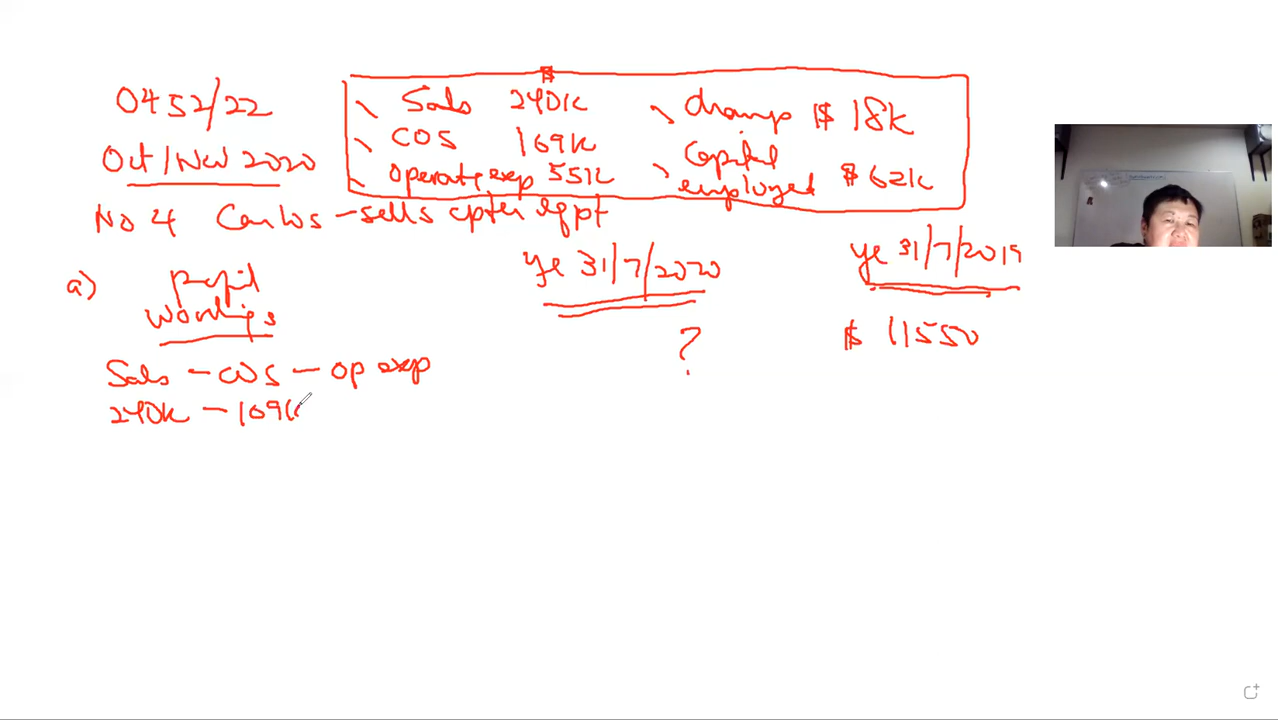 0452/22
Oct/Nov 2020
$
Sales 240K
COS 169K
operate exp 55K
drawings $ 18K
Capital employed $ 62K
No 4 Carlos - sells cpter eqpt
a) profit workings
ye 31/7/2020
ye 31/7/2019
? $ 11550
Sales - COS - op exp
240K - 169K